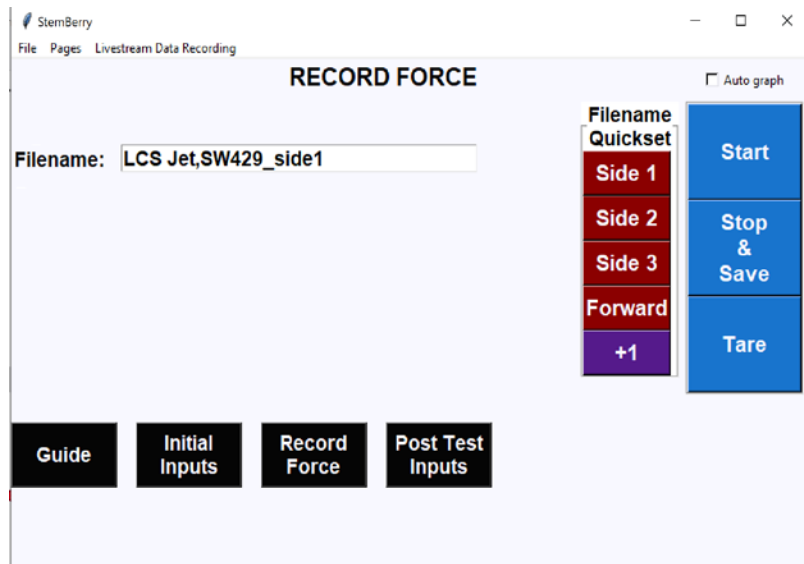 StemBerry
File Pages Livestream Data Recording
RECORD FORCE
Auto graph
Filename: LCS Jet,SW429_side1
Filename
Quickset
Side 1
Side 2
Side 3
Forward
+1
Start
Stop
&
Save
Tare
Guide
Initial
Inputs
Record
Force
Post Test
Inputs